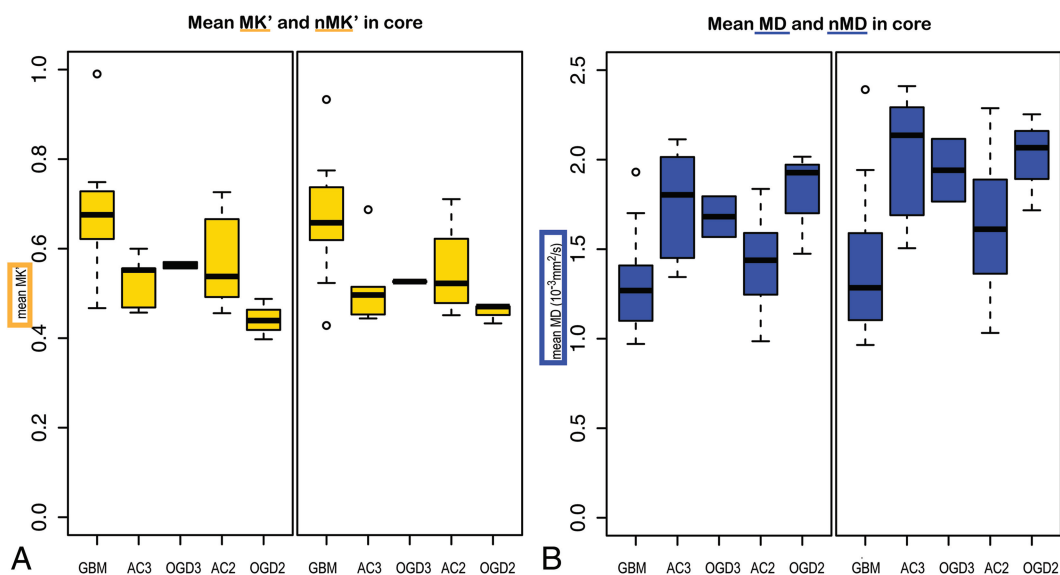 Mean MK’ and nMK’ in core
mean MK’
1.0
0.8
0.6
0.4
0.2
0.0
GBM AC3 OGD3 AC2 OGD2 GBM AC3 OGD3 AC2 OGD2
A
Mean MD and nMD in core
mean MD (10⁻³mm²/s)
2.5
2.0
1.5
1.0
0.5
0.0
GBM AC3 OGD3 AC2 OGD2 GBM AC3 OGD3 AC2 OGD2
B